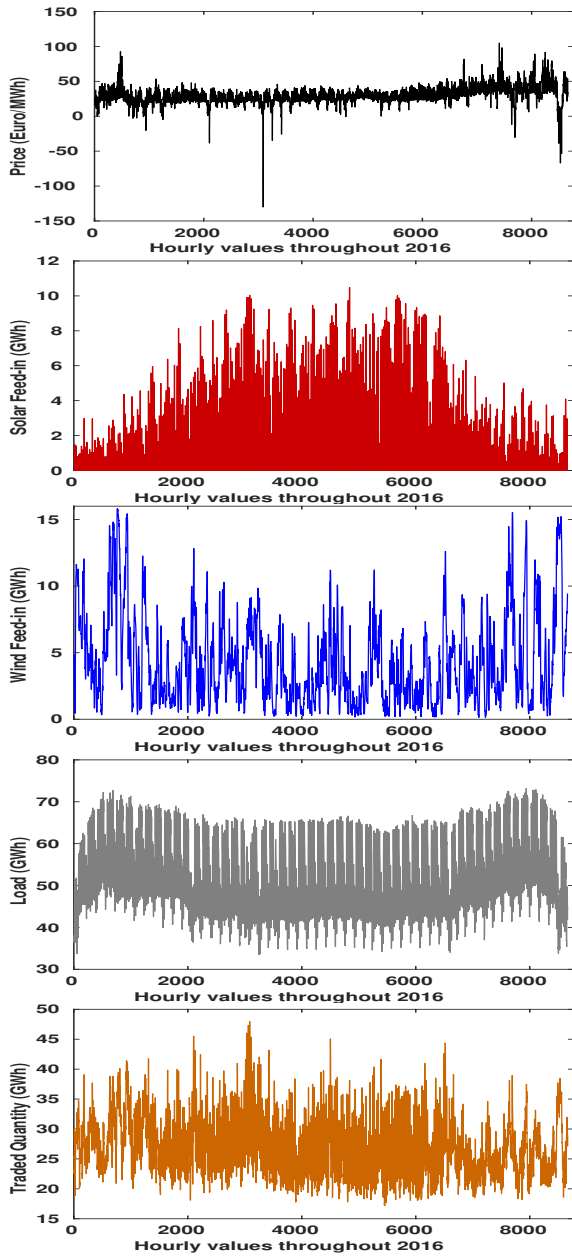 150
100
50
0
-50
-100
-150
Price (Euro/MWh)
0 2000 4000 6000 8000
Hourly values throughout 2016
12
10
8
6
4
2
0
Solar Feed-in (GWh)
0 2000 4000 6000 8000
Hourly values throughout 2016
15
10
5
0
Wind Feed-in (GWh)
0 2000 4000 6000 8000
Hourly values throughout 2016
80
70
60
50
40
30
Load (GWh)
0 2000 4000 6000 8000
Hourly values throughout 2016
50
45
40
35
30
25
20
15
Traded Quantity (GWh)
0 2000 4000 6000 8000
Hourly values throughout 2016